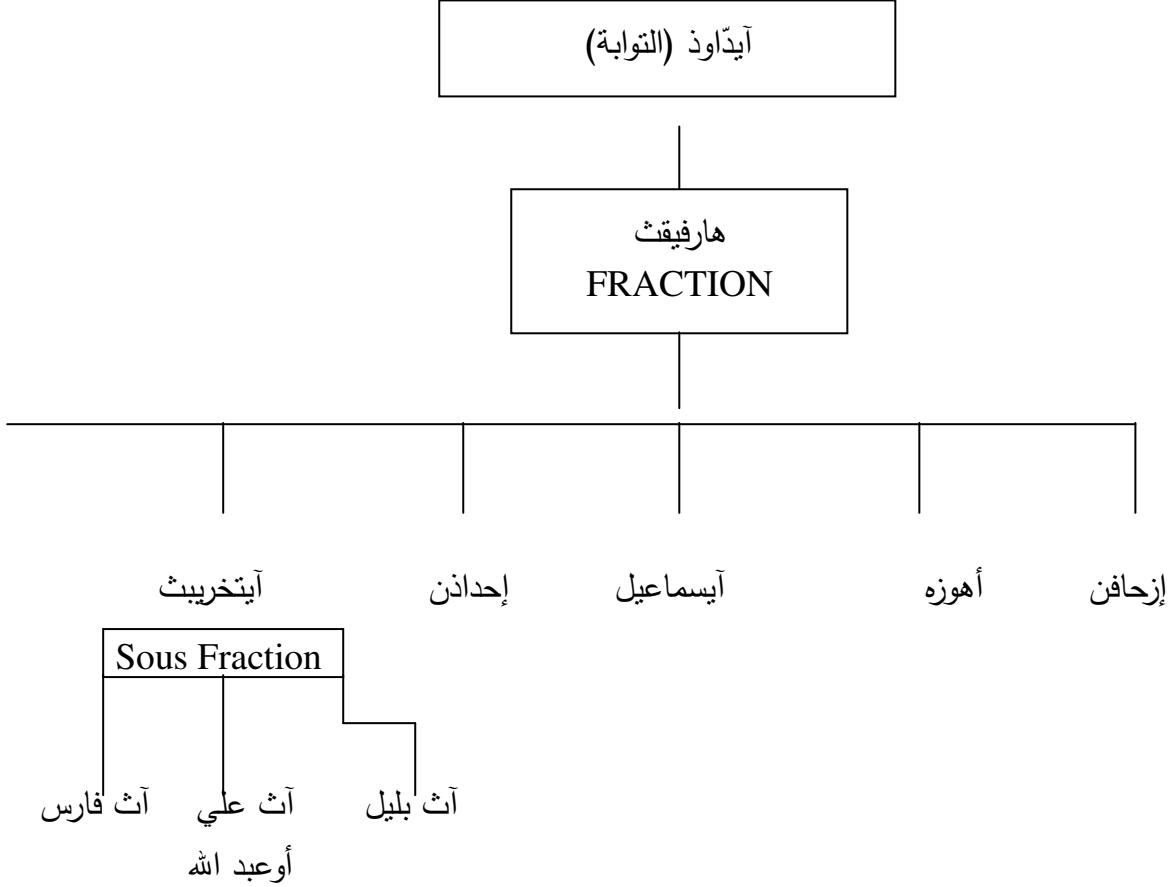 آيدّاوذ (التوابة)
هارفيقث
FRACTION
إزحافن أهوزه آيسماعيل إحداذن آيتخريبث
Sous Fraction
آث بليل آث علي آث فارس
أوعبد الله